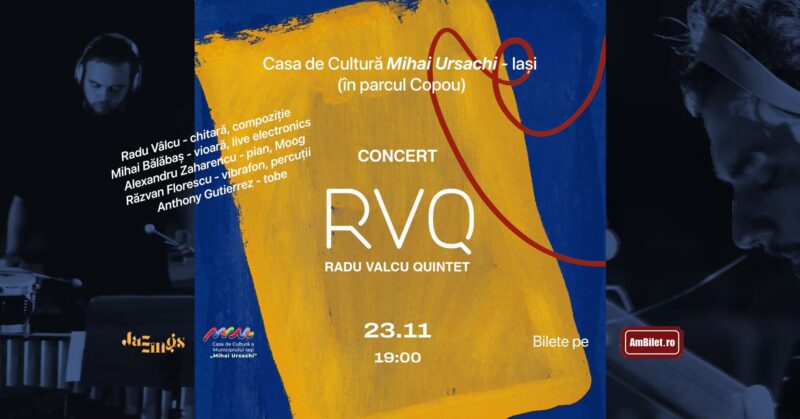 Casa de Cultură Mihai Ursachi - Iași
(în parcul Copou)
Radu Vâlcu - chitară, compoziție
Mihai Bălăbaș - vioară, live electronics
Alexandru Zaharencu - pian, Moog
Răzvan Florescu - vibrafon, percuții
Anthony Gutierrez - tobe
CONCERT
RVQ
RADU VALCU QUINTET
23.11
19:00
Jazzings
Casa de Cultură a
Municipiului Iași
„Mihai Ursachi”
Bilete pe
AmBilet.ro